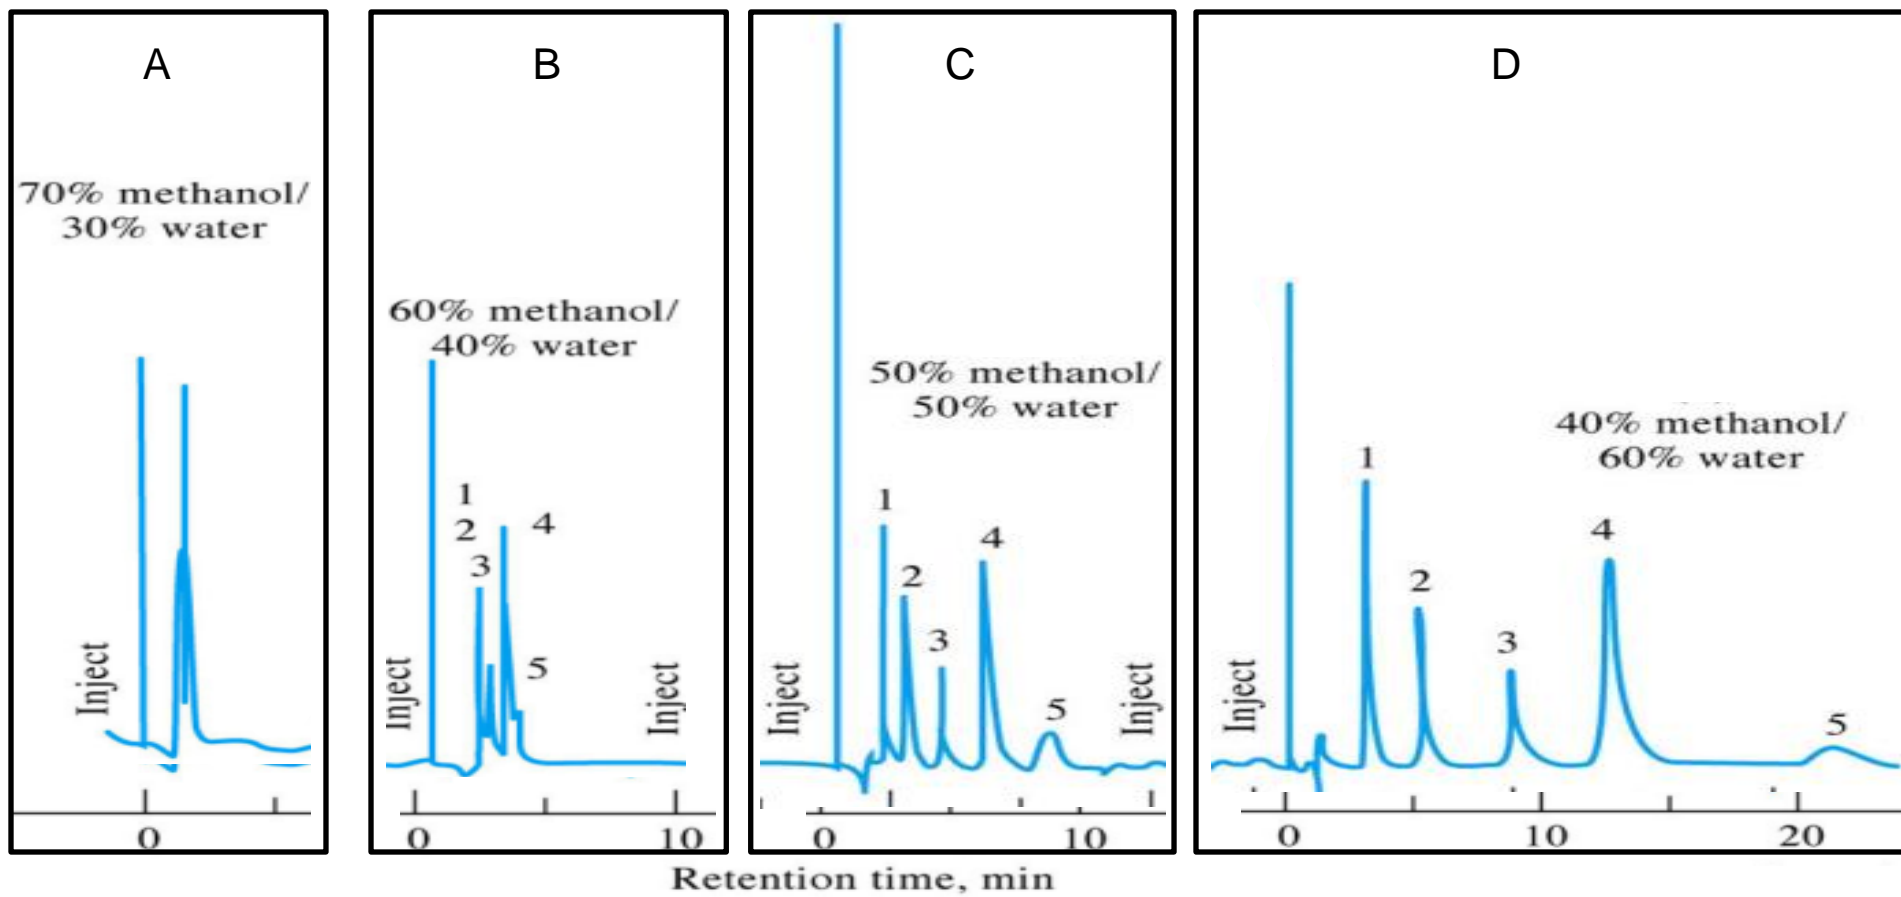 A
70% methanol/
30% water
Inject
0
B
60% methanol/
40% water
1
2
3
4
5
Inject
Inject
0
10
C
50% methanol/
50% water
1
2
3
4
5
Inject
Inject
0
10
D
40% methanol/
60% water
1
2
3
4
5
Inject
0
10
20
Retention time, min